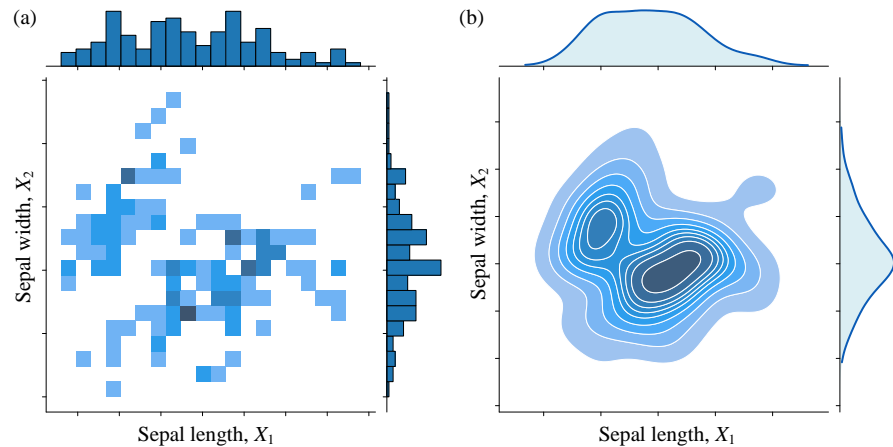 (a)
(b)
Sepal width, X2
Sepal width, X2
Sepal length, X1
Sepal length, X1